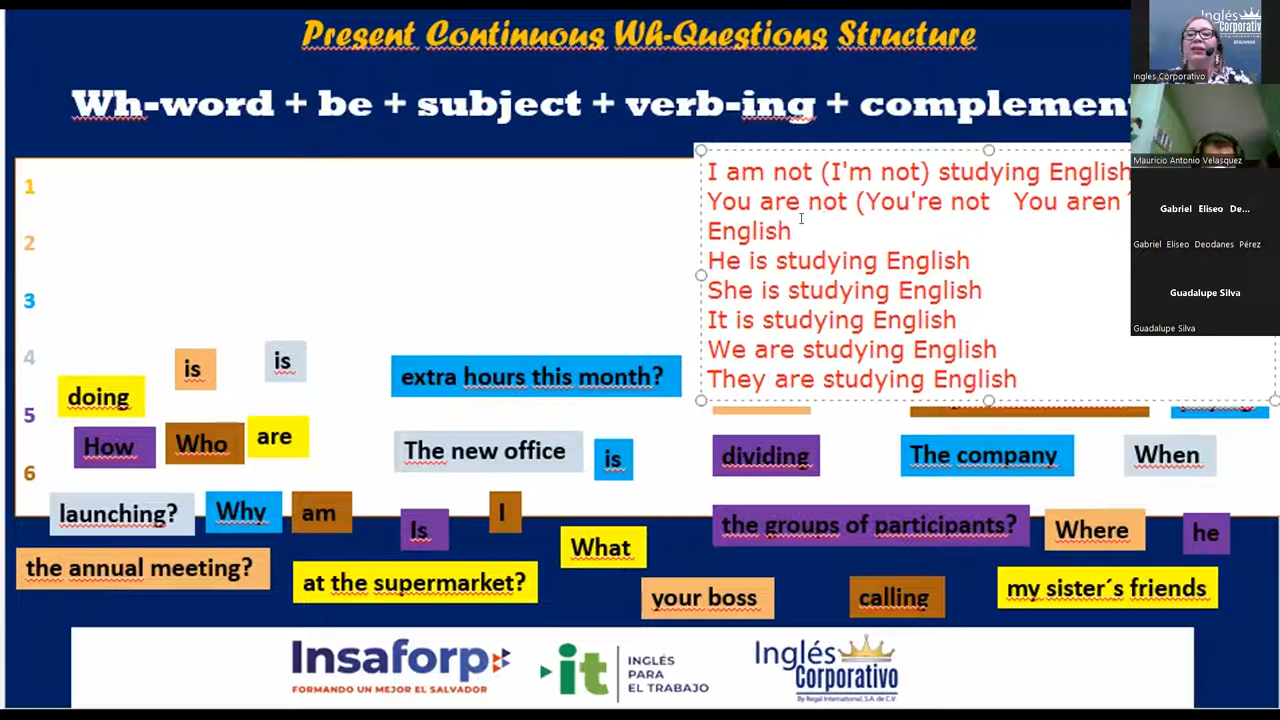 Present Continuous Wh-Questions Structure
Wh-word + be + subject + verb-ing + complement
1
2
3
4
5
6
I am not (I'm not) studying English
You are not (You're not You aren
English
He is studying English
She is studying English
It is studying English
We are studying English
They are studying English
doing
is
is
extra hours this month?
How
Who
are
The new office
is
dividing
The company
When
launching?
Why
am
Is
I
What
the groups of participants?
Where
he
the annual meeting?
at the supermarket?
your boss
calling
my sister´s friends
Insaforp
FORMANDO UN MEJOR EL SALVADOR
it
INGLÉS
PARA
EL TRABAJO
Inglés
Corporativo
By Regal International, S.A. de C.V.
Inglés
Corporativo
Ingles Corporativo
Mauricio Antonio Velasquez
Gabriel Eliseo De...
Gabriel Eliseo Deodanes Pérez
Guadalupe Silva
Guadalupe Silva